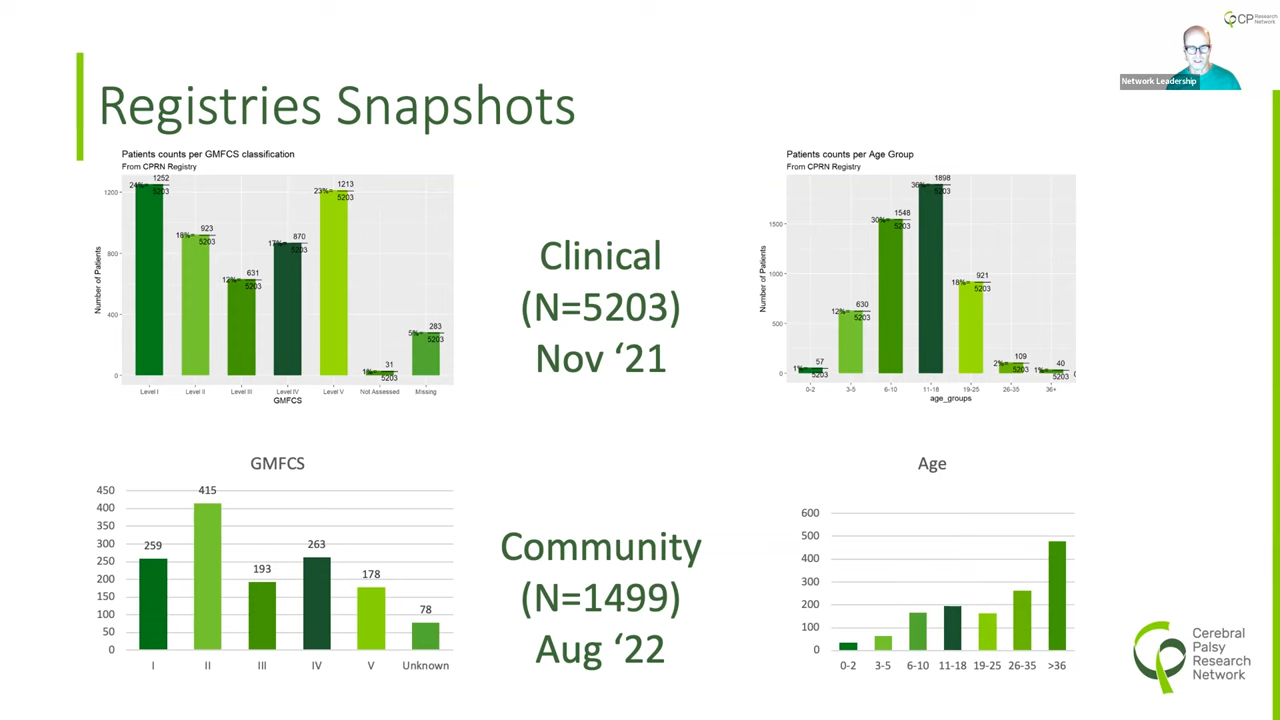 CP Research
Network
Network Leadership
Registries Snapshots
Patients counts per GMFCS classification
From CPRN Registry
Number of Patients
1200
800
400
0
24%= 1252
5203
18%= 923
5203
12%= 631
5203
17%= 870
5203
23%= 1213
5203
1%= 31
5203
5%= 283
5203
Level I Level II Level III Level IV Level V Not Assessed Missing
GMFCS
Clinical
(N=5203)
Nov ‘21
Patients counts per Age Group
From CPRN Registry
Number of Patients
1500
1000
500
0
1%= 57
5203
12%= 630
5203
30%= 1548
5203
36%= 1898
5203
18%= 921
5203
2%= 109
5203
1%= 40
5203
0-2 3-5 6-10 11-18 19-25 26-35 36+
age_groups
GMFCS
450
400
350
300
250
200
150
100
50
0
259 415 193 263 178 78
I II III IV V Unknown
Community
(N=1499)
Aug ‘22
Age
600
500
400
300
200
100
0
0-2 3-5 6-10 11-18 19-25 26-35 >36
Cerebral
Palsy
Research
Network